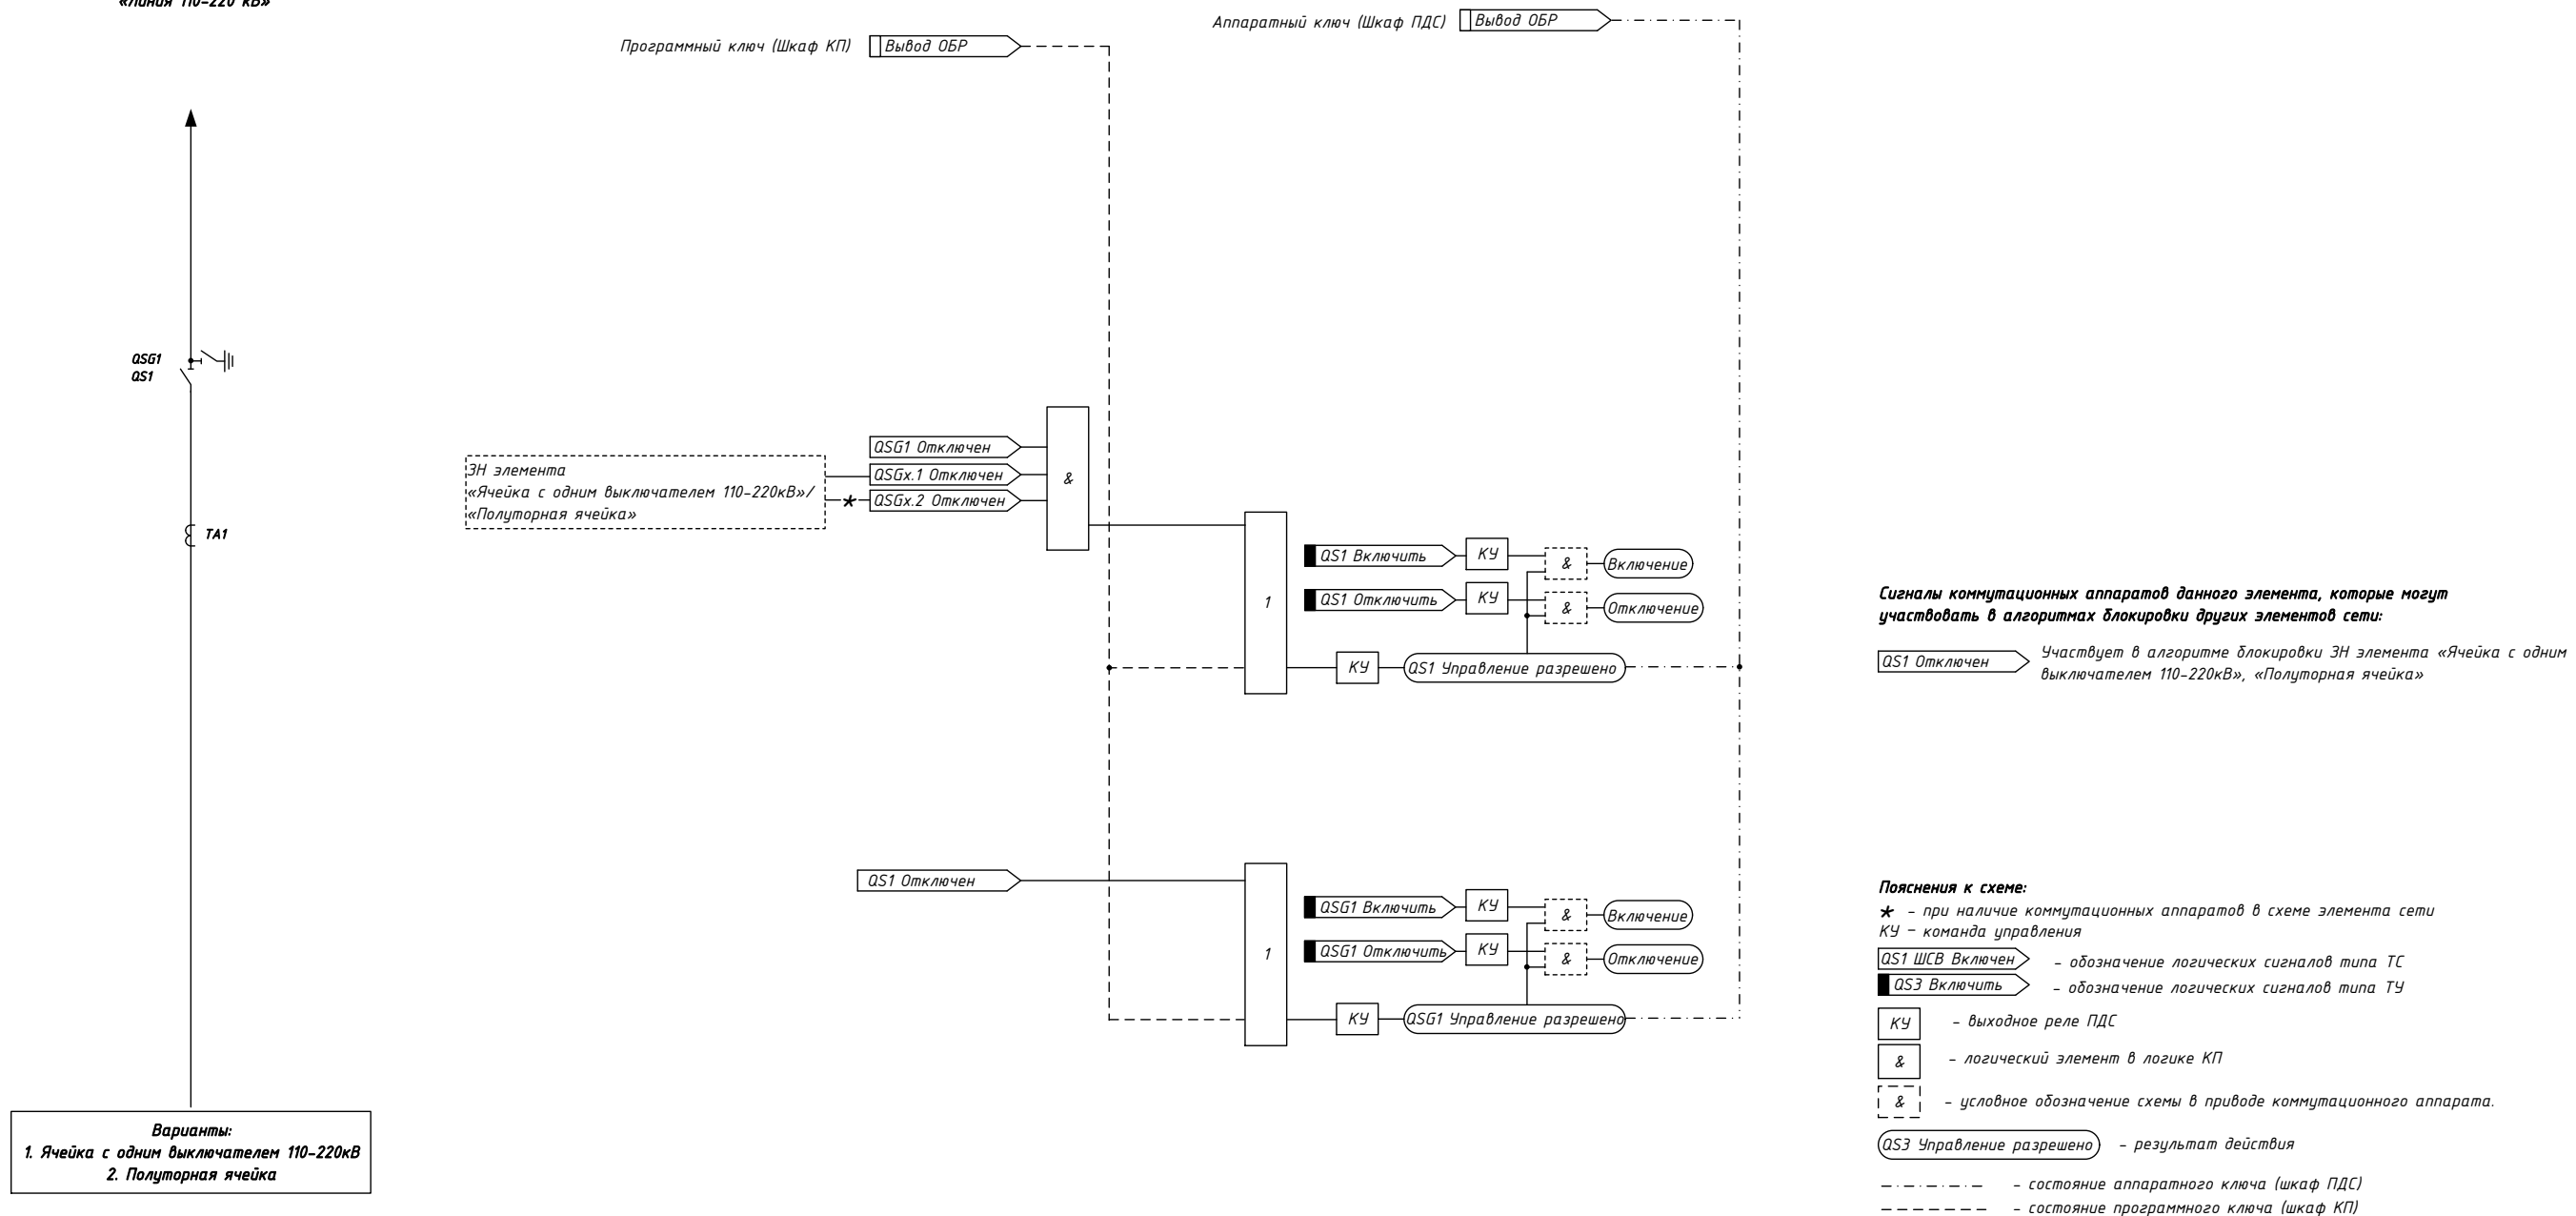 «Линия 110-220 кВ»
Аппаратный ключ (Шкаф ПДС)
Вывод ОБР
Программный ключ (Шкаф КП)
Вывод ОБР
QSG1
QS1
TA1
ЗН элемента
«Ячейка с одним выключателем 110-220кВ»/
«Полуторная ячейка»
*
QSG1 Отключен
QSGx.1 Отключен
QSGx.2 Отключен
&
1
QS1 Включить
КУ
&
Включение
QS1 Отключить
КУ
&
Отключение
КУ
QS1 Управление разрешено
QS1 Отключен
1
QSG1 Включить
КУ
&
Включение
QSG1 Отключить
КУ
&
Отключение
КУ
QSG1 Управление разрешено
Варианты:
1. Ячейка с одним выключателем 110-220кВ
2. Полуторная ячейка
Сигналы коммутационных аппаратов данного элемента, которые могут
участвовать в алгоритмах блокировки других элементов сети:
QS1 Отключен
Участвует в алгоритме блокировки ЗН элемента «Ячейка с одним
выключателем 110-220кВ», «Полуторная ячейка»
Пояснения к схеме:
* - при наличие коммутационных аппаратов в схеме элемента сети
КУ - команда управления
QS1 ШСВ Включен - обозначение логических сигналов типа ТС
QS3 Включить - обозначение логических сигналов типа ТУ
КУ - выходное реле ПДС
& - логический элемент в логике КП
& - условное обозначение схемы в приводе коммутационного аппарата.
QS3 Управление разрешено - результат действия
- состояние аппаратного ключа (шкаф ПДС)
- состояние программного ключа (шкаф КП)